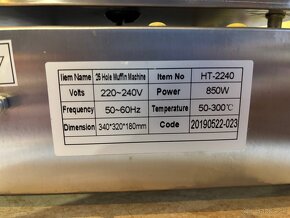 Item Name 25 Hole Muffin Machine Item No HT-2240
Volts 220~240V Power 850W
Frequency 50~60Hz Temperature 50-300℃
Dimension 340*320*180mm Code 20190522-023